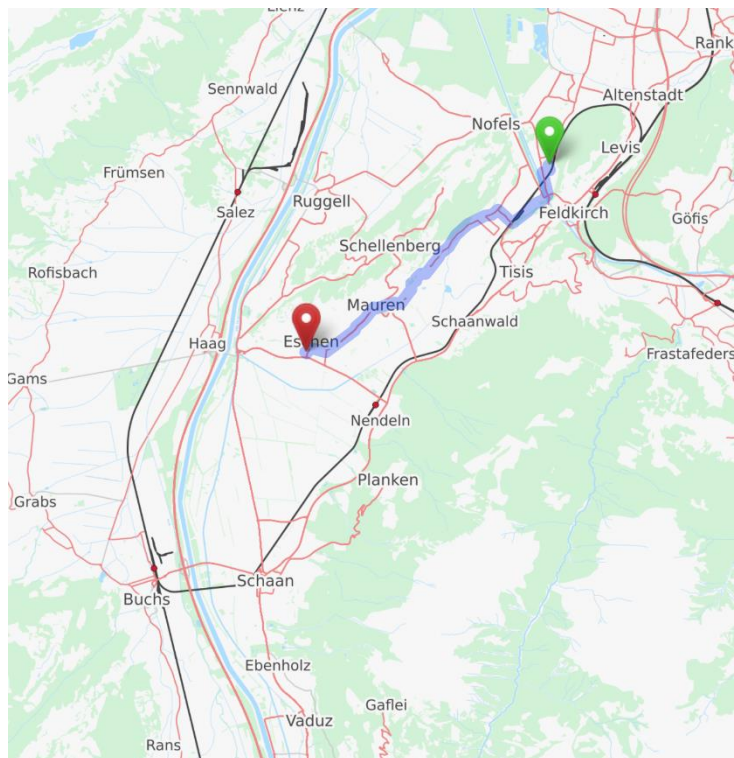 Sennwald
Rank
Altenstadt
Nofels
Levis
Frümsen
Ruggell
Salez
Feldkirch
Göfis
Schellenberg
Rofisbach
Tisis
Mauren
Schaanwald
Haag
Frastafeders
Gams
Nendeln
Planken
Grabs
Schaan
Buchs
Ebenholz
Gaflei
Vaduz
Rans